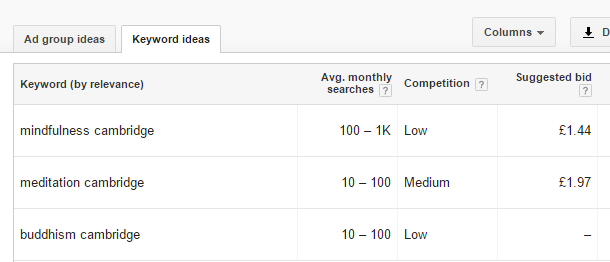 Ad group ideas
Keyword ideas
Columns
D
Keyword (by relevance)
Avg. monthly
searches ?
Competition ?
Suggested bid
?
mindfulness cambridge 100 – 1K Low £1.44
meditation cambridge 10 – 100 Medium £1.97
buddhism cambridge 10 – 100 Low –